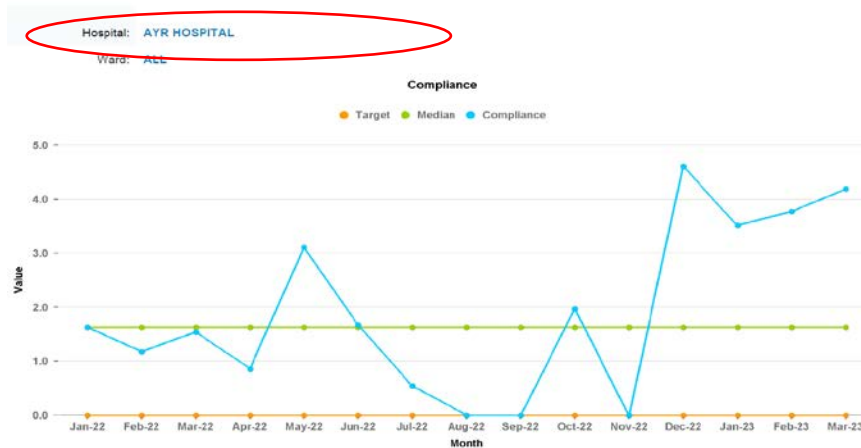 Hospital: AYR HOSPITAL
Ward: ALL
Compliance
Target Median Compliance
5.0
4.0
3.0
2.0
1.0
0.0
Value
Jan-22 Feb-22 Mar-22 Apr-22 May-22 Jun-22 Jul-22 Aug-22 Sep-22 Oct-22 Nov-22 Dec-22 Jan-23 Feb-23 Mar-23
Month